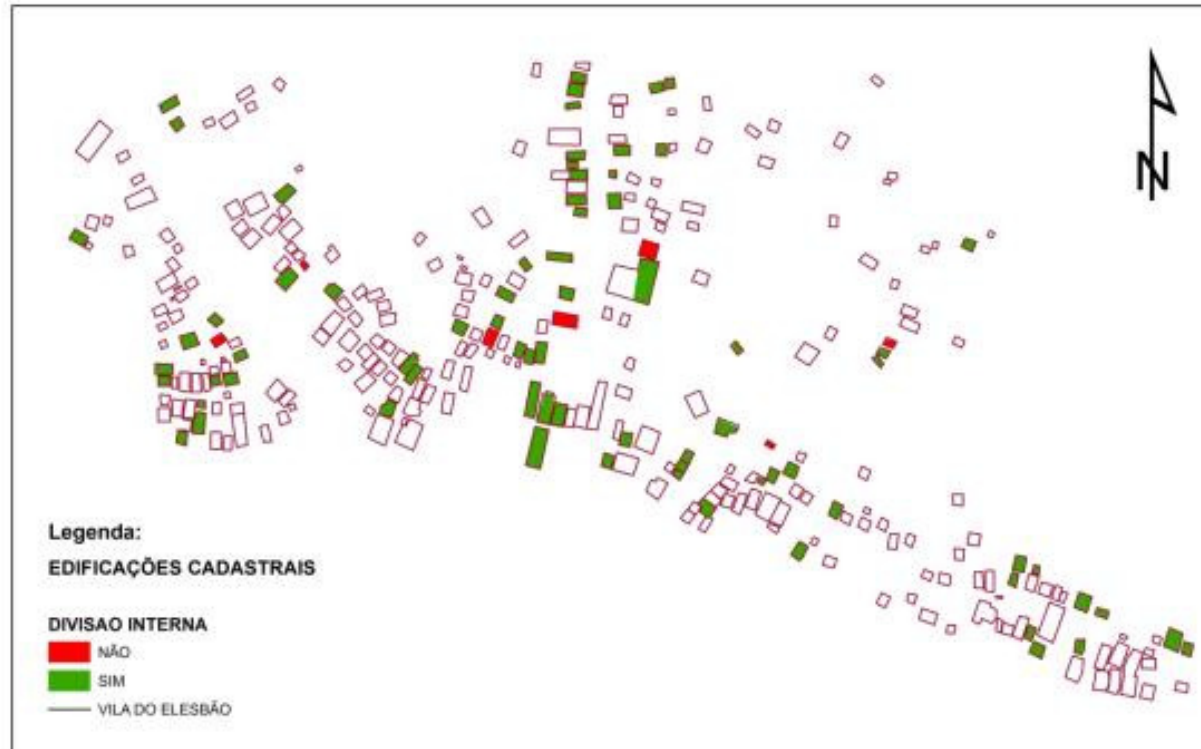 N
Legenda:
EDIFICAÇÕES CADASTRAIS
DIVISAO INTERNA
NÃO
SIM
VILA DO ELESBÃO